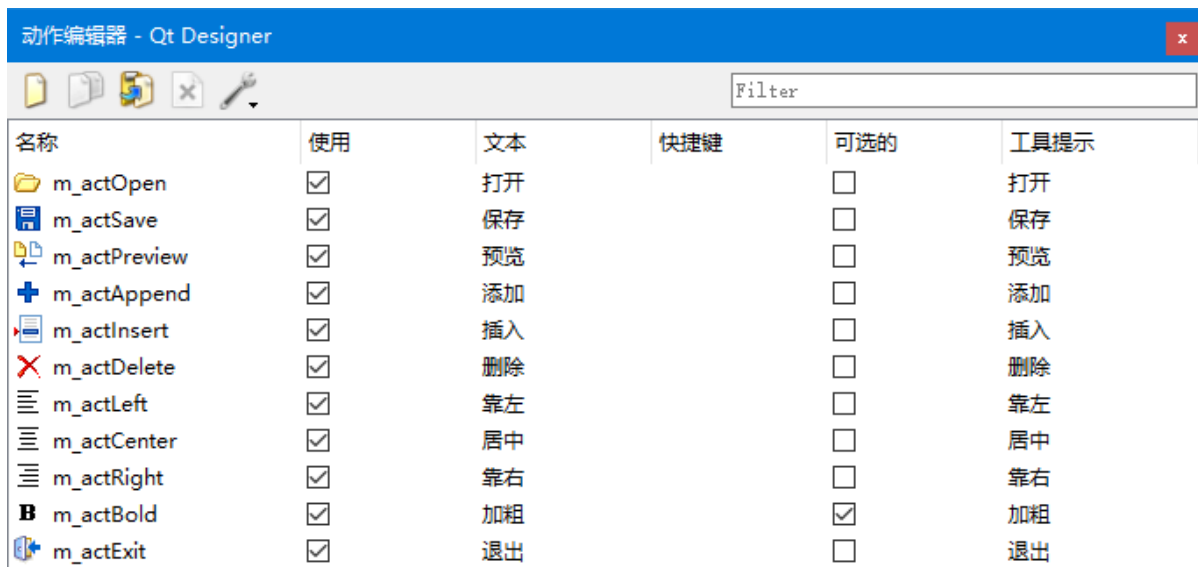 动作编辑器 - Qt Designer
x
Filter
名称 使用 文本 快捷键 可选的 工具提示
m_actOpen 打开 打开
m_actSave 保存 保存
m_actPreview 预览 预览
m_actAppend 添加 添加
m_actInsert 插入 插入
m_actDelete 删除 删除
m_actLeft 靠左 靠左
m_actCenter 居中 居中
m_actRight 靠右 靠右
B m_actBold 加粗 加粗
m_actExit 退出 退出